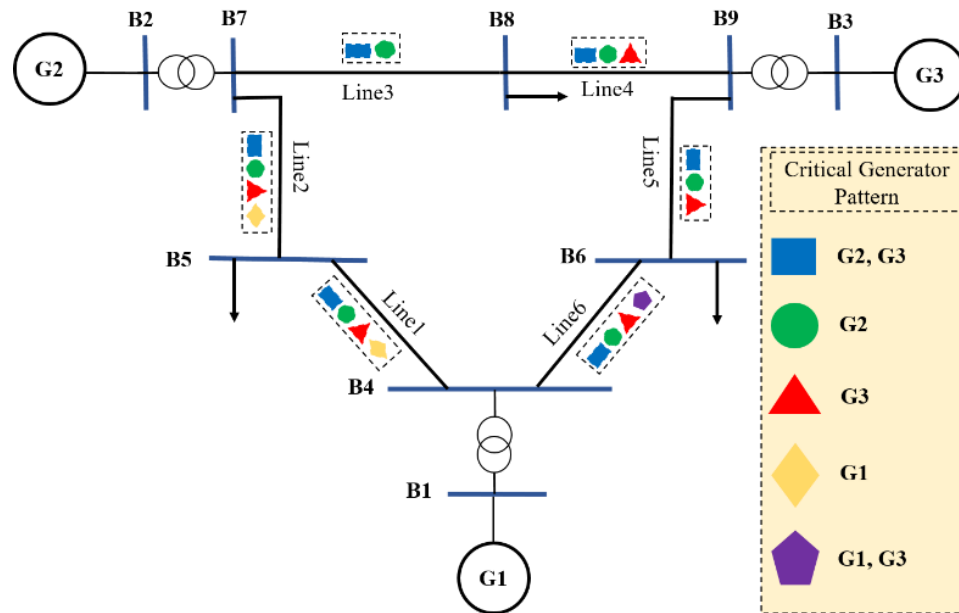 B2
B7
B8
B9
B3
G2
G3
Line3
Line4
Line2
Line5
Critical Generator
Pattern
B5
B6
G2, G3
Line1
Line6
G2
B4
G3
G1
B1
G1, G3
G1